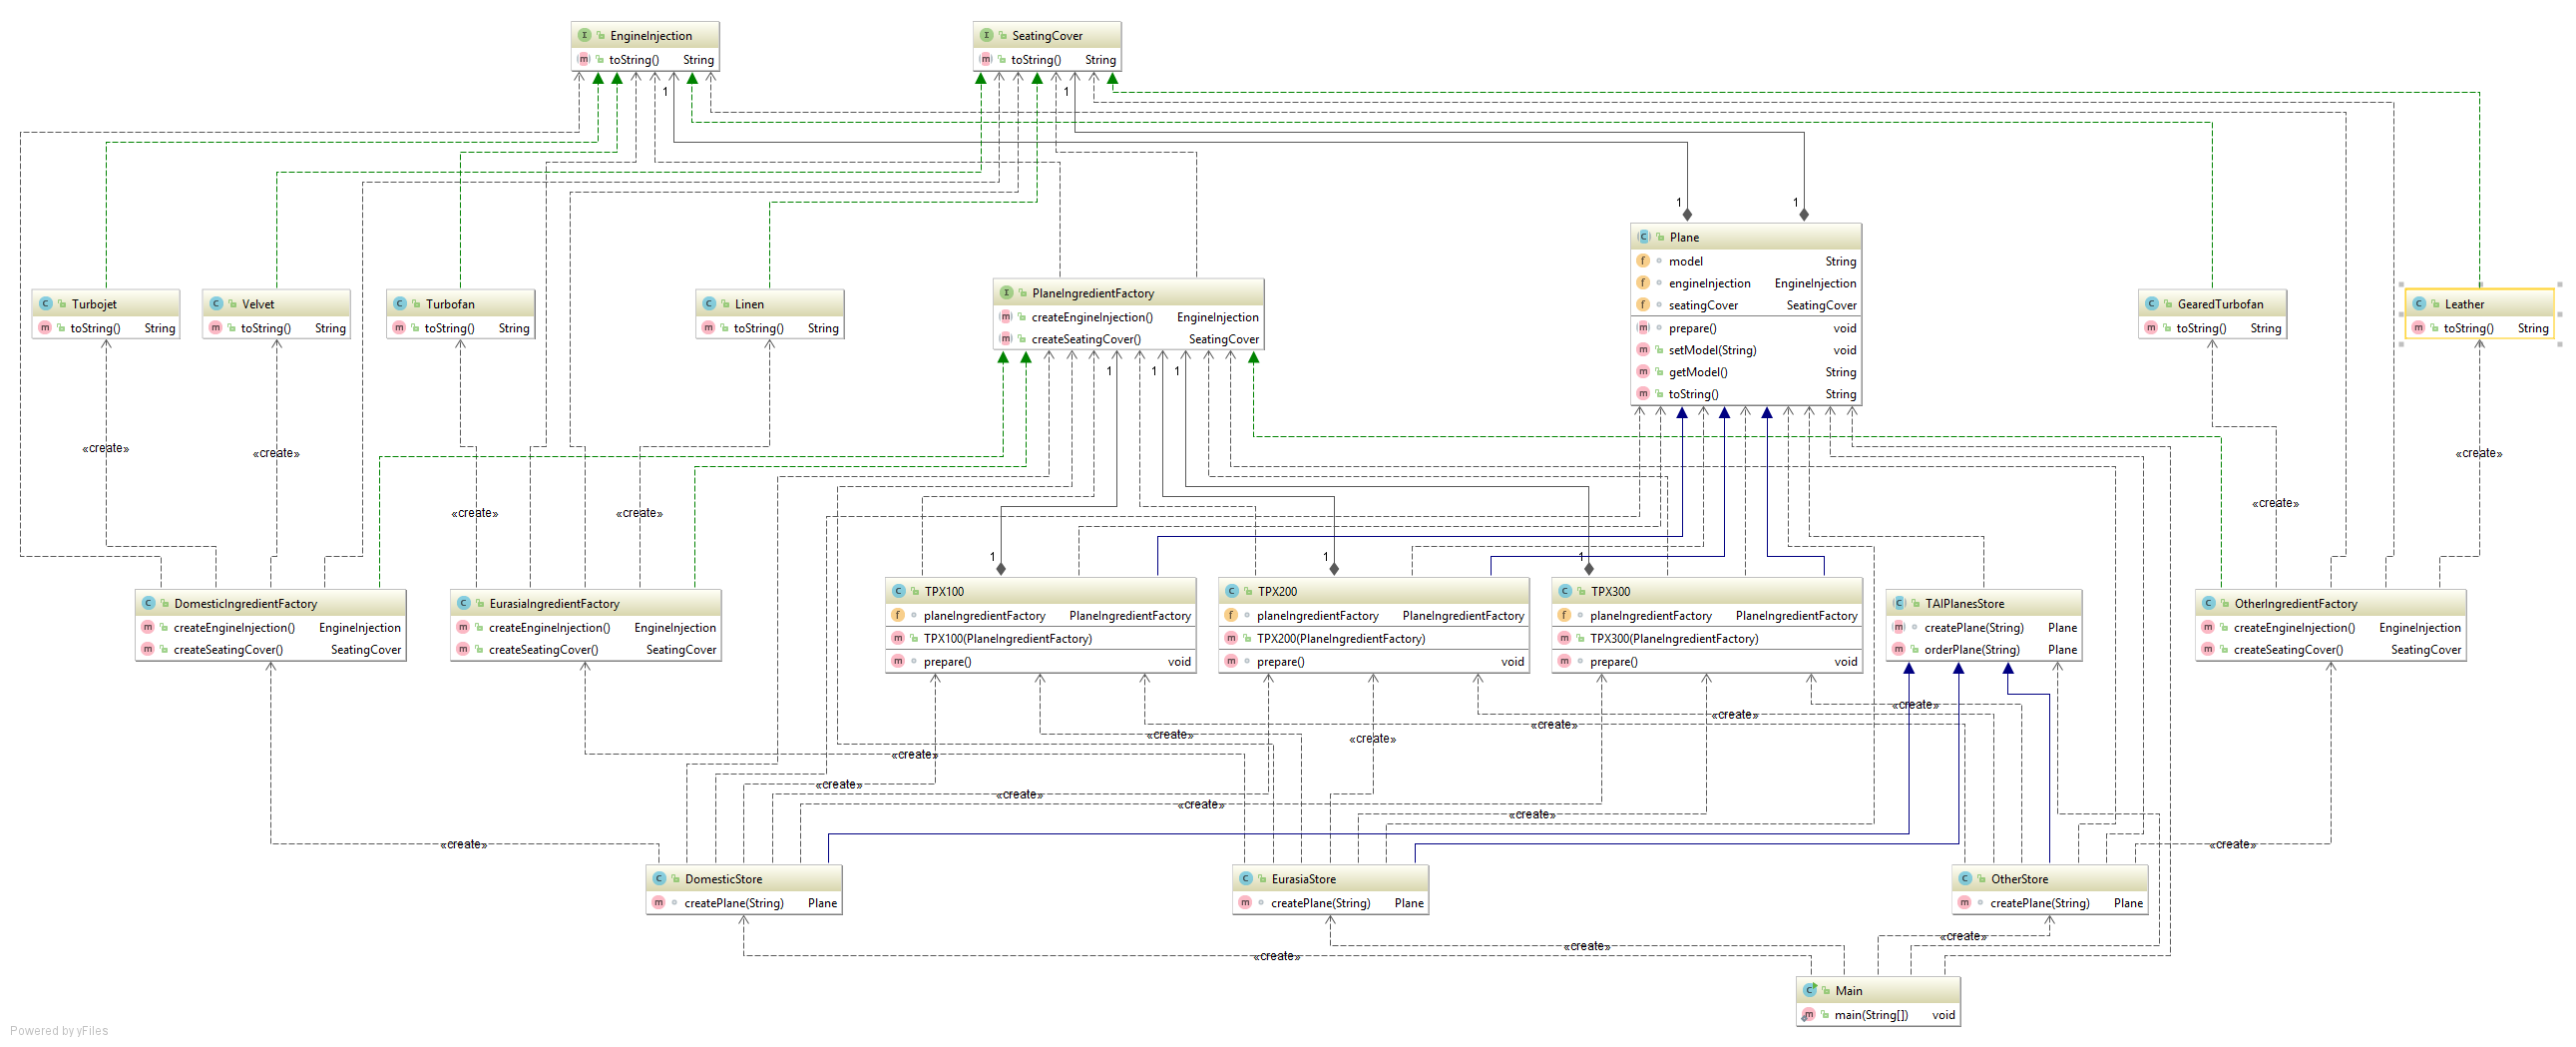 EngineInjection
toString() String
SeatingCover
toString() String
1
1
1
1
Plane
model String
engineInjection EngineInjection
seatingCover SeatingCover
prepare() void
setModel(String) void
getModel() String
toString() String
Turbojet
toString() String
Velvet
toString() String
Turbofan
toString() String
Linen
toString() String
PlaneIngredientFactory
createEngineInjection() EngineInjection
createSeatingCover() SeatingCover
GearedTurbofan
toString() String
Leather
toString() String
1
1
1
«create»
«create»
«create»
«create»
«create»
«create»
«create»
1
1
1
DomesticIngredientFactory
createEngineInjection() EngineInjection
createSeatingCover() SeatingCover
EurasiaIngredientFactory
createEngineInjection() EngineInjection
createSeatingCover() SeatingCover
TPX100
planeIngredientFactory PlaneIngredientFactory
TPX100(PlaneIngredientFactory)
prepare() void
TPX200
planeIngredientFactory PlaneIngredientFactory
TPX200(PlaneIngredientFactory)
prepare() void
TPX300
planeIngredientFactory PlaneIngredientFactory
TPX300(PlaneIngredientFactory)
prepare() void
TAIPlanesStore
createPlane(String) Plane
orderPlane(String) Plane
OtherIngredientFactory
createEngineInjection() EngineInjection
createSeatingCover() SeatingCover
«create»
«create»
«create»
«create»
«create»
«create»
«create»
«create»
«create»
«create»
«create»
«create»
DomesticStore
createPlane(String) Plane
EurasiaStore
createPlane(String) Plane
OtherStore
createPlane(String) Plane
«create»
«create»
«create»
Main
main(String[]) void
Powered by yFiles